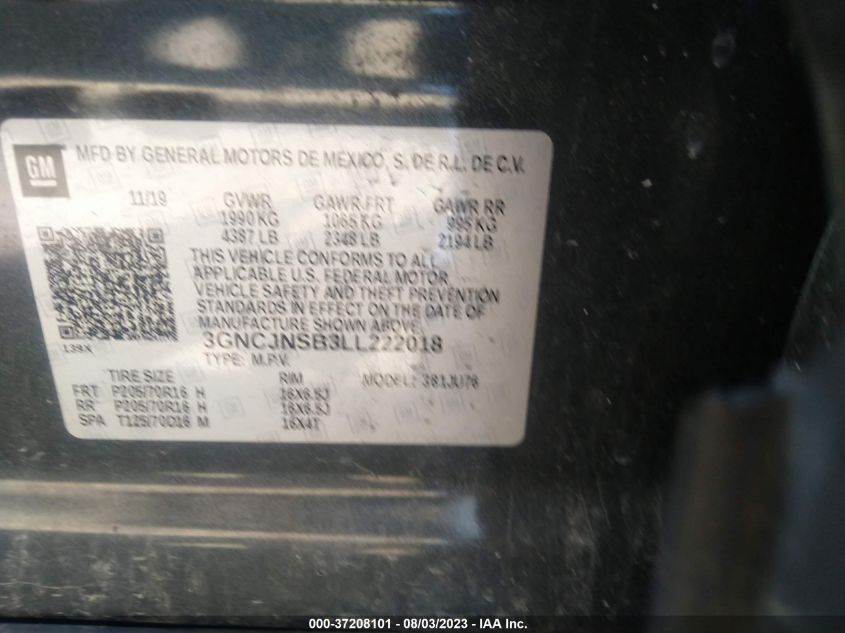 GM
MFD BY GENERAL MOTORS DE MEXICO, S. DE R.L. DE C.V.
11/19 GVWR GAWR FRT GAWR RR
1990 KG 1065 KG 995 KG
4387 LB 2348 LB 2194 LB
THIS VEHICLE CONFORMS TO ALL
APPLICABLE U.S. FEDERAL MOTOR
VEHICLE SAFETY AND THEFT PREVENTION
STANDARDS IN EFFECT ON THE DATE OF
MANUFACTURE SHOWN ABOVE.
139X 3GNCJNSB3LL222018
TYPE: M.P.V.
TIRE SIZE RIM MODEL: 381JU76
FRT P205/70R16 H 16X6.5J
RR P205/70R16 H 16X6.5J
SPA T125/70D16 M 16X4T
000-37208101 - 08/03/2023 - IAA Inc.